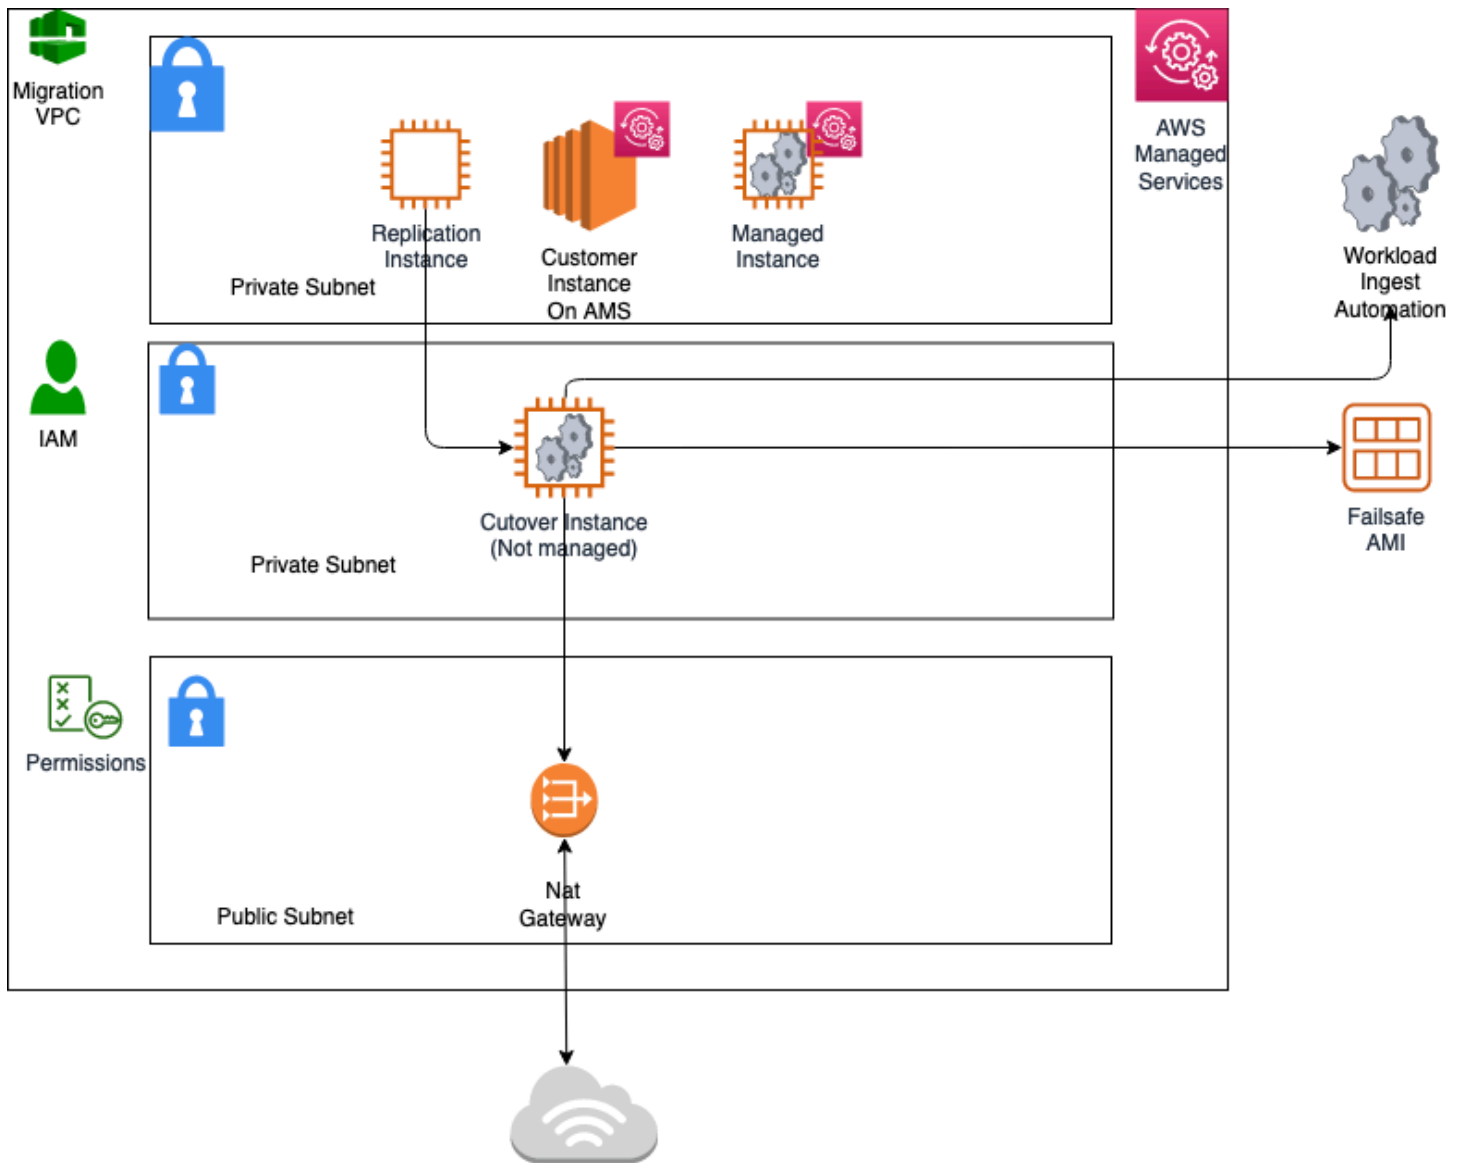 Migration
VPC
AWS
Managed
Services
Replication
Instance
Customer
Instance
On AMS
Managed
Instance
Private Subnet
Workload
Ingest
Automation
IAM
Cutover Instance
(Not managed)
Private Subnet
Failsafe
AMI
Permissions
Nat
Gateway
Public Subnet